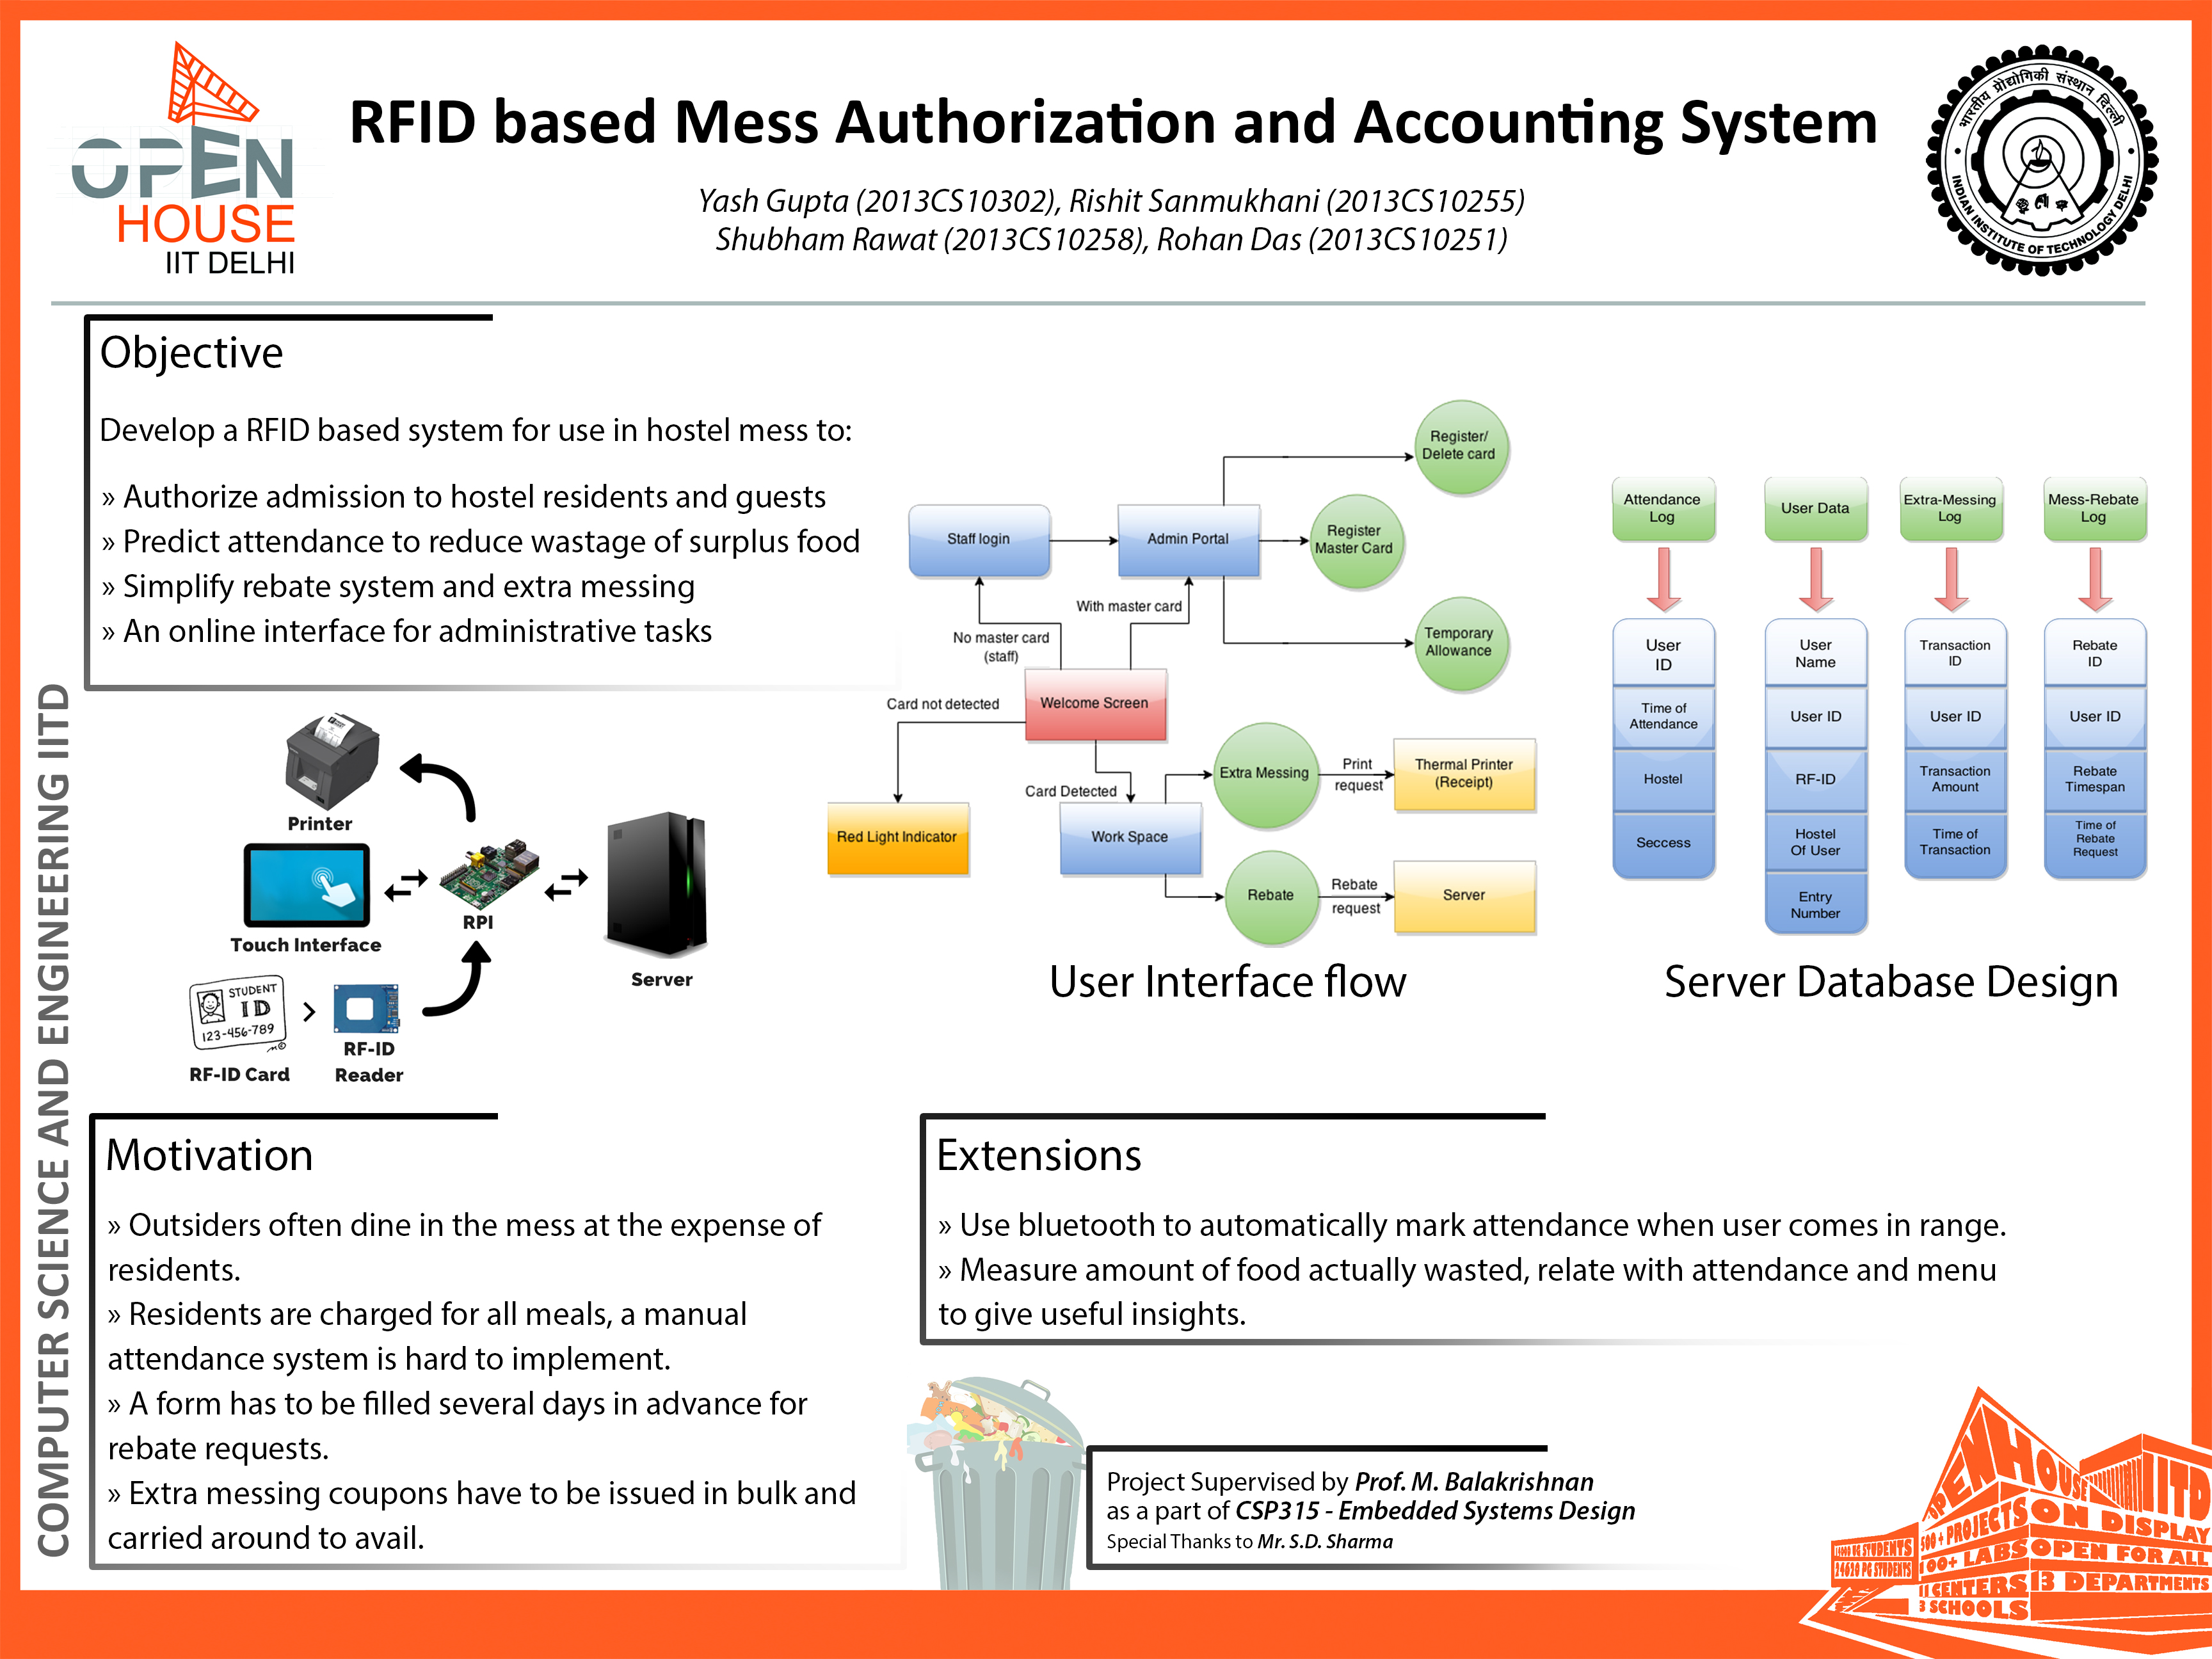 OPEN
HOUSE
IIT DELHI
RFID based Mess Authorization and Accounting System
Yash Gupta (2013CS10302), Rishit Sanmukhani (2013CS10255)
Shubham Rawat (2013CS10258), Rohan Das (2013CS10251)
भारतीय प्रौद्योगिकी संस्थान दिल्ली
INDIAN INSTITUTE OF TECHNOLOGY DELHI
COMPUTER SCIENCE AND ENGINEERING IITD
Objective
Develop a RFID based system for use in hostel mess to:
» Authorize admission to hostel residents and guests
» Predict attendance to reduce wastage of surplus food
» Simplify rebate system and extra messing
» An online interface for administrative tasks
Printer
Touch Interface
RPI
Server
STUDENT
ID
123-456-789
RF-ID Card
>
RF-ID
Reader
Register/
Delete card
Staff login
Admin Portal
Register
Master Card
With master card
No master card
(staff)
Temporary
Allowance
Card not detected
Welcome Screen
Card Detected
Extra Messing
Print
request
Thermal Printer
(Receipt)
Red Light Indicator
Work Space
Rebate
Rebate
request
Server
User Interface flow
Attendance
Log
User
ID
Time of
Attendance
Hostel
Seccess
User Data
User
Name
User ID
RF-ID
Hostel
Of User
Entry
Number
Extra-Messing
Log
Transaction
ID
User ID
Transaction
Amount
Time of
Transaction
Mess-Rebate
Log
Rebate
ID
User ID
Rebate
Timespan
Time of
Rebate
Request
Server Database Design
Motivation
» Outsiders often dine in the mess at the expense of
residents.
» Residents are charged for all meals, a manual
attendance system is hard to implement.
» A form has to be filled several days in advance for
rebate requests.
» Extra messing coupons have to be issued in bulk and
carried around to avail.
Extensions
» Use bluetooth to automatically mark attendance when user comes in range.
» Measure amount of food actually wasted, relate with attendance and menu
to give useful insights.
Project Supervised by Prof. M. Balakrishnan
as a part of CSP315 - Embedded Systems Design
Special Thanks to Mr. S.D. Sharma
OPEN HOUSE IITD
500+ PROJECTS ON DISPLAY
100+ LABS OPEN FOR ALL
11 CENTERS 13 DEPARTMENTS
3 SCHOOLS
PG STUDENTS
PG STUDENTS